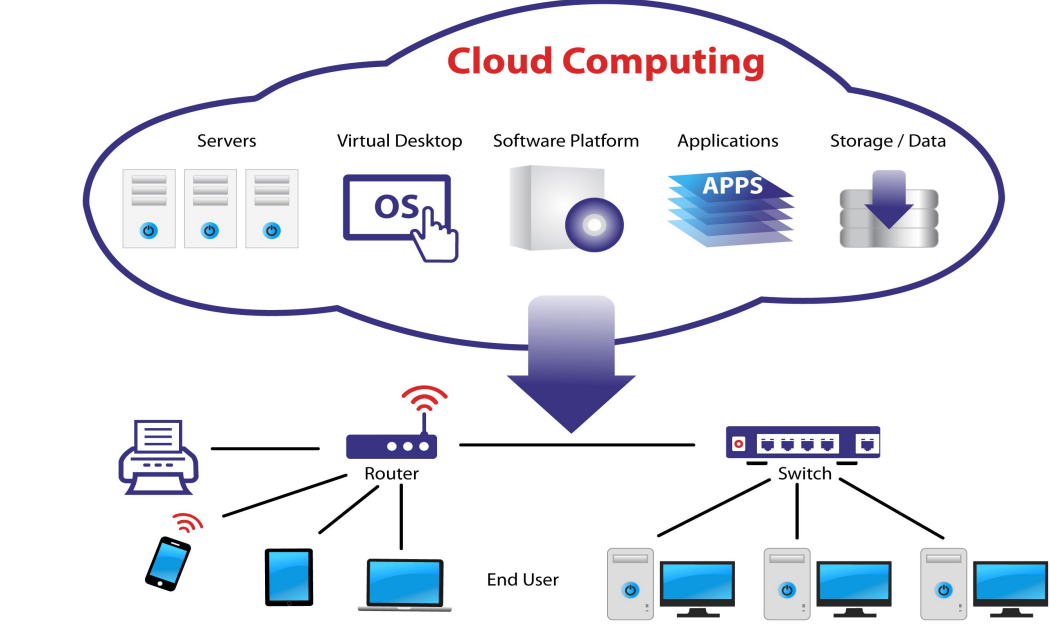 Cloud Computing
Servers
Virtual Desktop
Software Platform
Applications
Storage / Data
OS
APPS
Router
Switch
End User